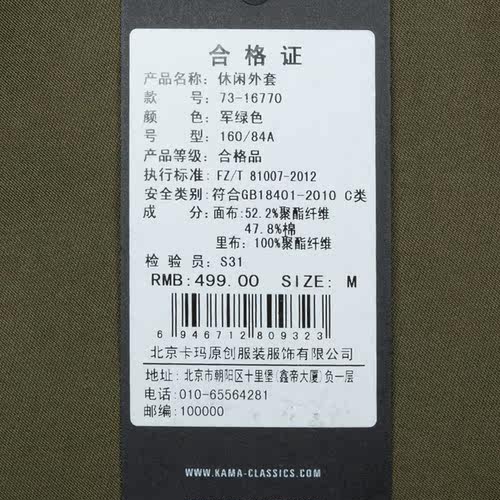 合格证
产品名称: 休闲外套
款 号: 73-16770
颜 色: 军绿色
号 型: 160/84A
产品等级: 合格品
执行标准: FZ/T 81007-2012
安全类别: 符合GB18401-2010 C类
成 分: 面布:52.2%聚酯纤维
47.8%棉
里布: 100%聚酯纤维
检 验 员: S31
RMB:499.00 SIZE: M
6 946712 809323
北京卡玛原创服装服饰有限公司
地址: 北京市朝阳区十里堡(鑫帝大厦)负一层
电话: 010-65564281
邮编: 100000
WWW.KAMA-CLASSICS.COM